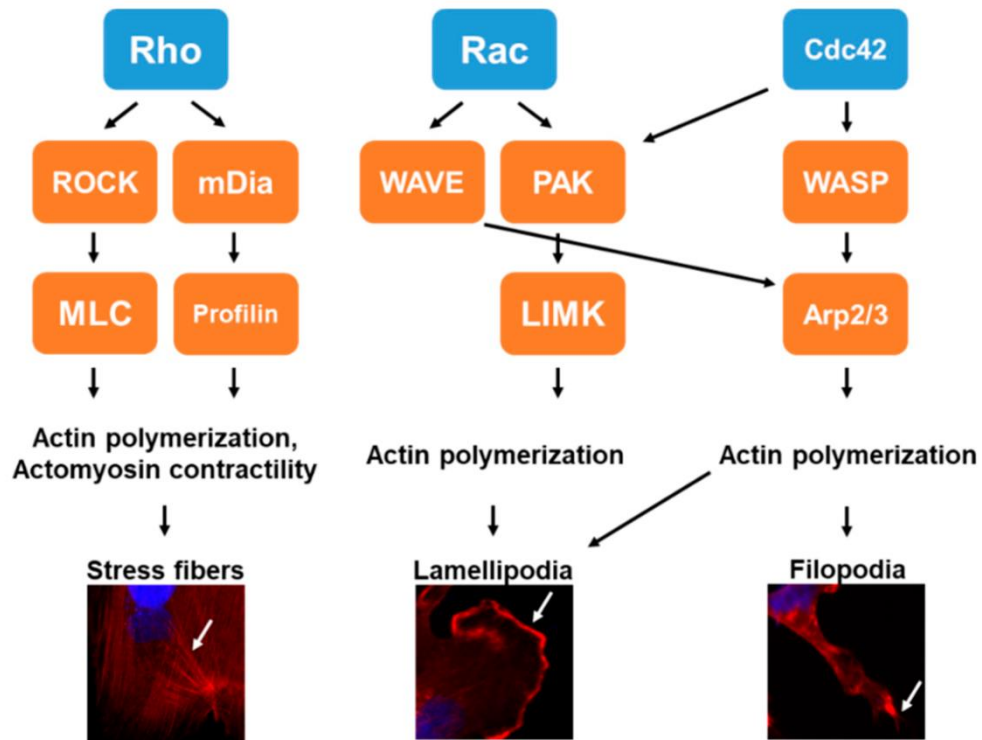 Rho
Rac
Cdc42
ROCK
mDia
WAVE
PAK
WASP
MLC
Profilin
LIMK
Arp2/3
Actin polymerization,
Actomyosin contractility
Actin polymerization
Actin polymerization
Stress fibers
Lamellipodia
Filopodia